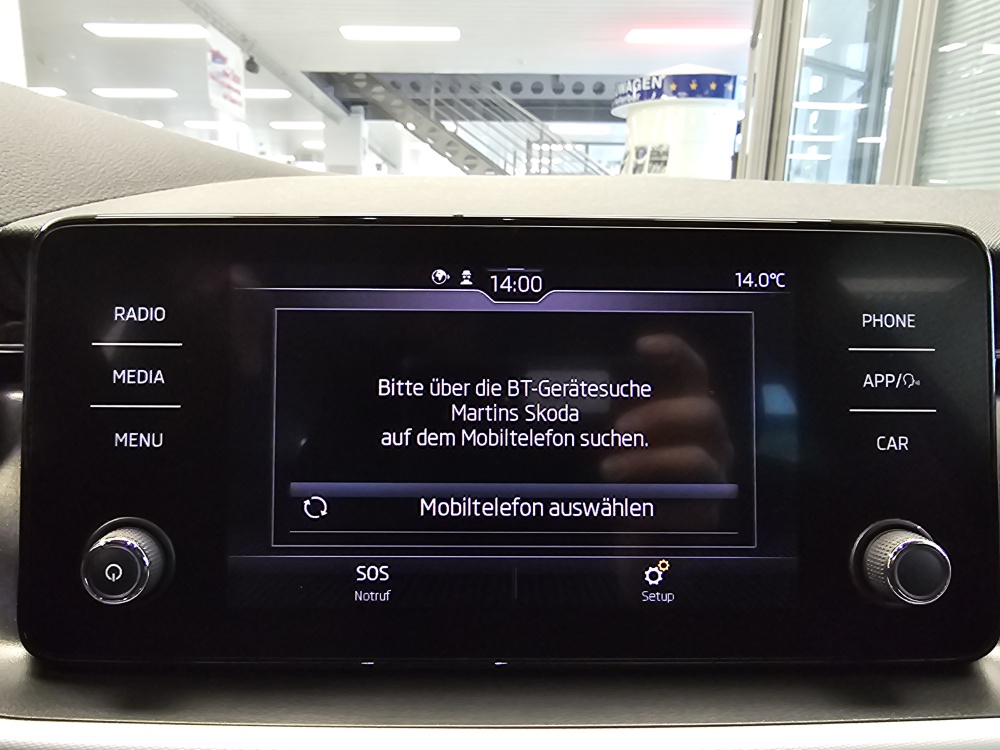 WAGEN
14:00
14.0°C
RADIO
MEDIA
MENU
PHONE
APP/
CAR
Bitte über die BT-Gerätesuche
Martins Skoda
auf dem Mobiltelefon suchen.
Mobiltelefon auswählen
SOS
Notruf
Setup